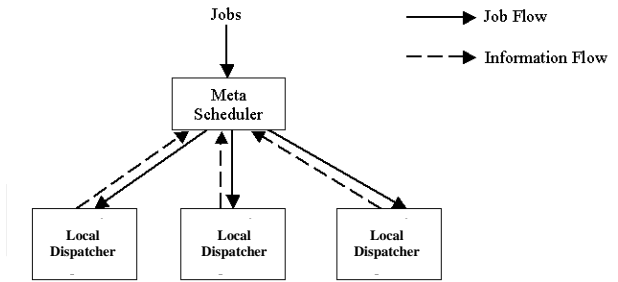 Jobs
Job Flow
Information Flow
Meta
Scheduler
Local
Dispatcher
Local
Dispatcher
Local
Dispatcher